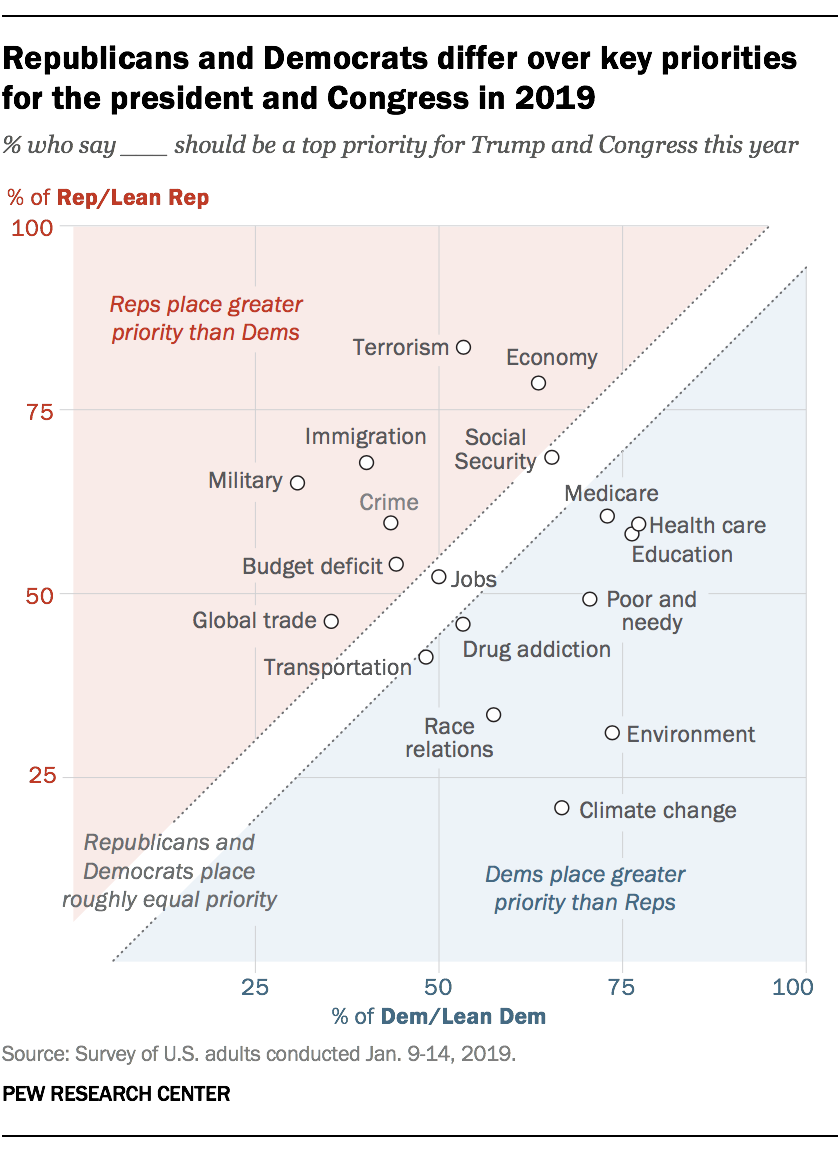 Republicans and Democrats differ over key priorities
for the president and Congress in 2019
% who say ____ should be a top priority for Trump and Congress this year
% of Rep/Lean Rep
100
Reps place greater
priority than Dems
Terrorism
Economy
75
Immigration
Social
Security
Military
Medicare
Crime
Health care
Education
Budget deficit
Jobs
50
Poor and
needy
Global trade
Drug addiction
Transportation
Race
relations
Environment
25
Climate change
Republicans and
Democrats place
roughly equal priority
Dems place greater
priority than Reps
25
50
75
100
% of Dem/Lean Dem
Source: Survey of U.S. adults conducted Jan. 9-14, 2019.
PEW RESEARCH CENTER